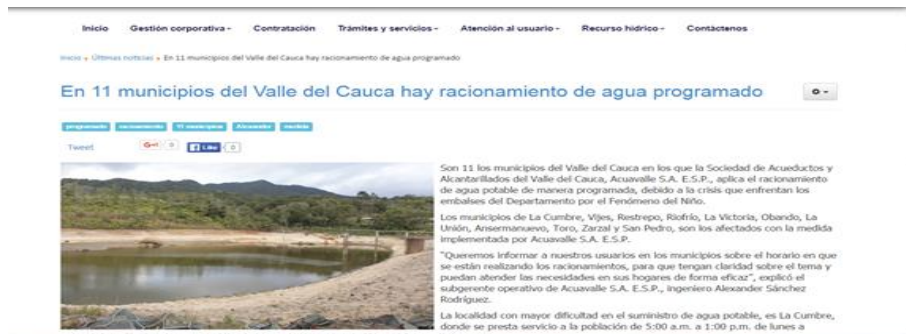 Inicio Gestión corporativa Contratación Trámites y servicios Atención al usuario Recurso hídrico Contáctenos
Inicio Últimas noticias En 11 municipios del Valle del Cauca hay racionamiento de agua programado
En 11 municipios del Valle del Cauca hay racionamiento de agua programado
programado racionamiento 11 municipios Acuavalle medida
Tweet G+1 0 Like 0
Son 11 los municipios del Valle del Cauca en los que la Sociedad de Acueductos y
Alcantarillados del Valle del Cauca, Acuavalle S.A. E.S.P., aplica el racionamiento
de agua potable de manera programada, debido a la crisis que enfrentan los
embalses del Departamento por el Fenómeno del Niño.
Los municipios de La Cumbre, Vijes, Restrepo, Riofrío, La Victoria, Obando, La
Unión, Ansermanuevo, Toro, Zarzal y San Pedro, son los afectados con la medida
implementada por Acuavalle S.A. E.S.P.
"Queremos informar a nuestros usuarios en los municipios sobre el horario en que
se están realizando los racionamientos, para que tengan claridad sobre el tema y
puedan atender las necesidades en sus hogares de forma eficaz", explicó el
subgerente operativo de Acuavalle S.A. E.S.P., ingeniero Alexander Sánchez
Rodríguez.
La localidad con mayor dificultad en el suministro de agua potable, es La Cumbre,
donde se presta servicio a la población de 5:00 a.m. a 1:00 p.m. de lunes a